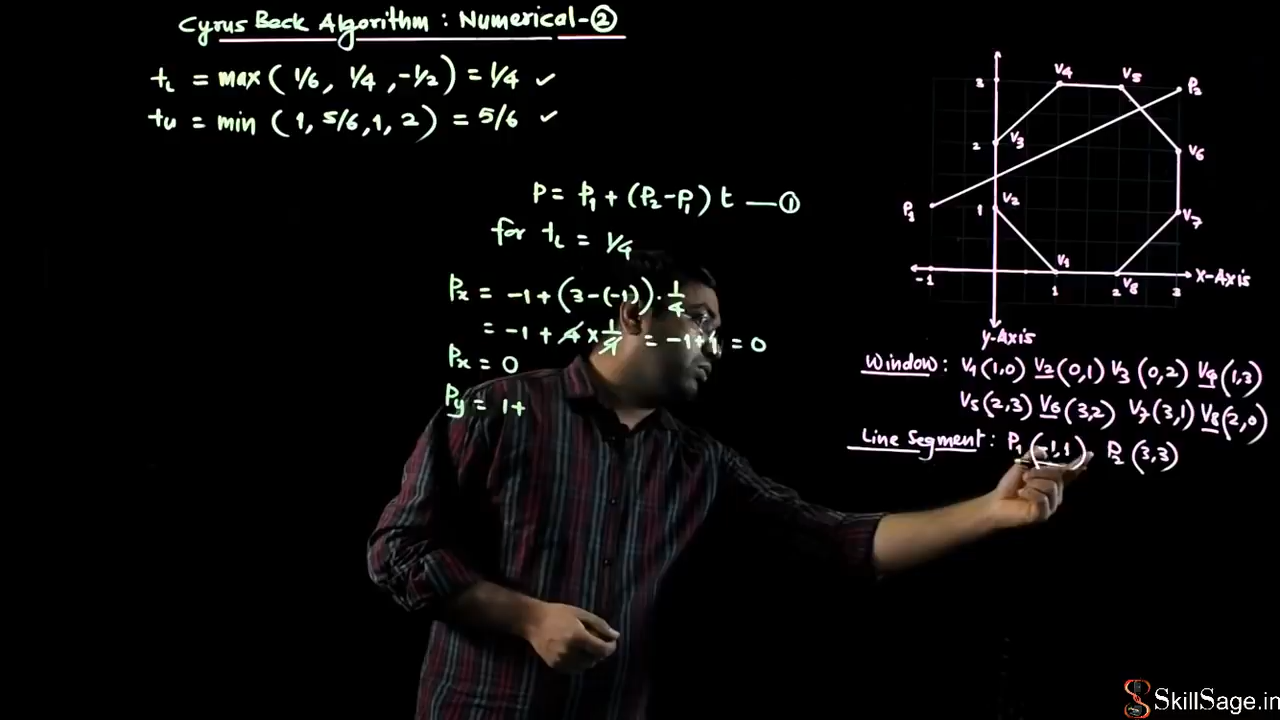 Cyrus Beck Algorithm : Numerical-②
tL = max( 1/6, 1/4, -1/2) = 1/4 ✓
tu = min ( 1, 5/6, 1, 2 ) = 5/6 ✓
P = P1 + (P2-P1) t —①
for tL = 1/4
Px = -1 + (3-(-1)) · 1/4
= -1 + 4 × 1/4 = -1+1 = 0
Px = 0
Py = 1+
3
V4
V5
P2
2
V3
V6
P1
1
V2
V7
V1
V8
-1
1
2
3
X-Axis
y-Axis
Window : V1(1,0) V2(0,1) V3(0,2) V4(1,3)
V5(2,3) V6(3,2) V7(3,1) V8(2,0)
Line Segment : P1(-1,1) P2(3,3)
SkillSage.in